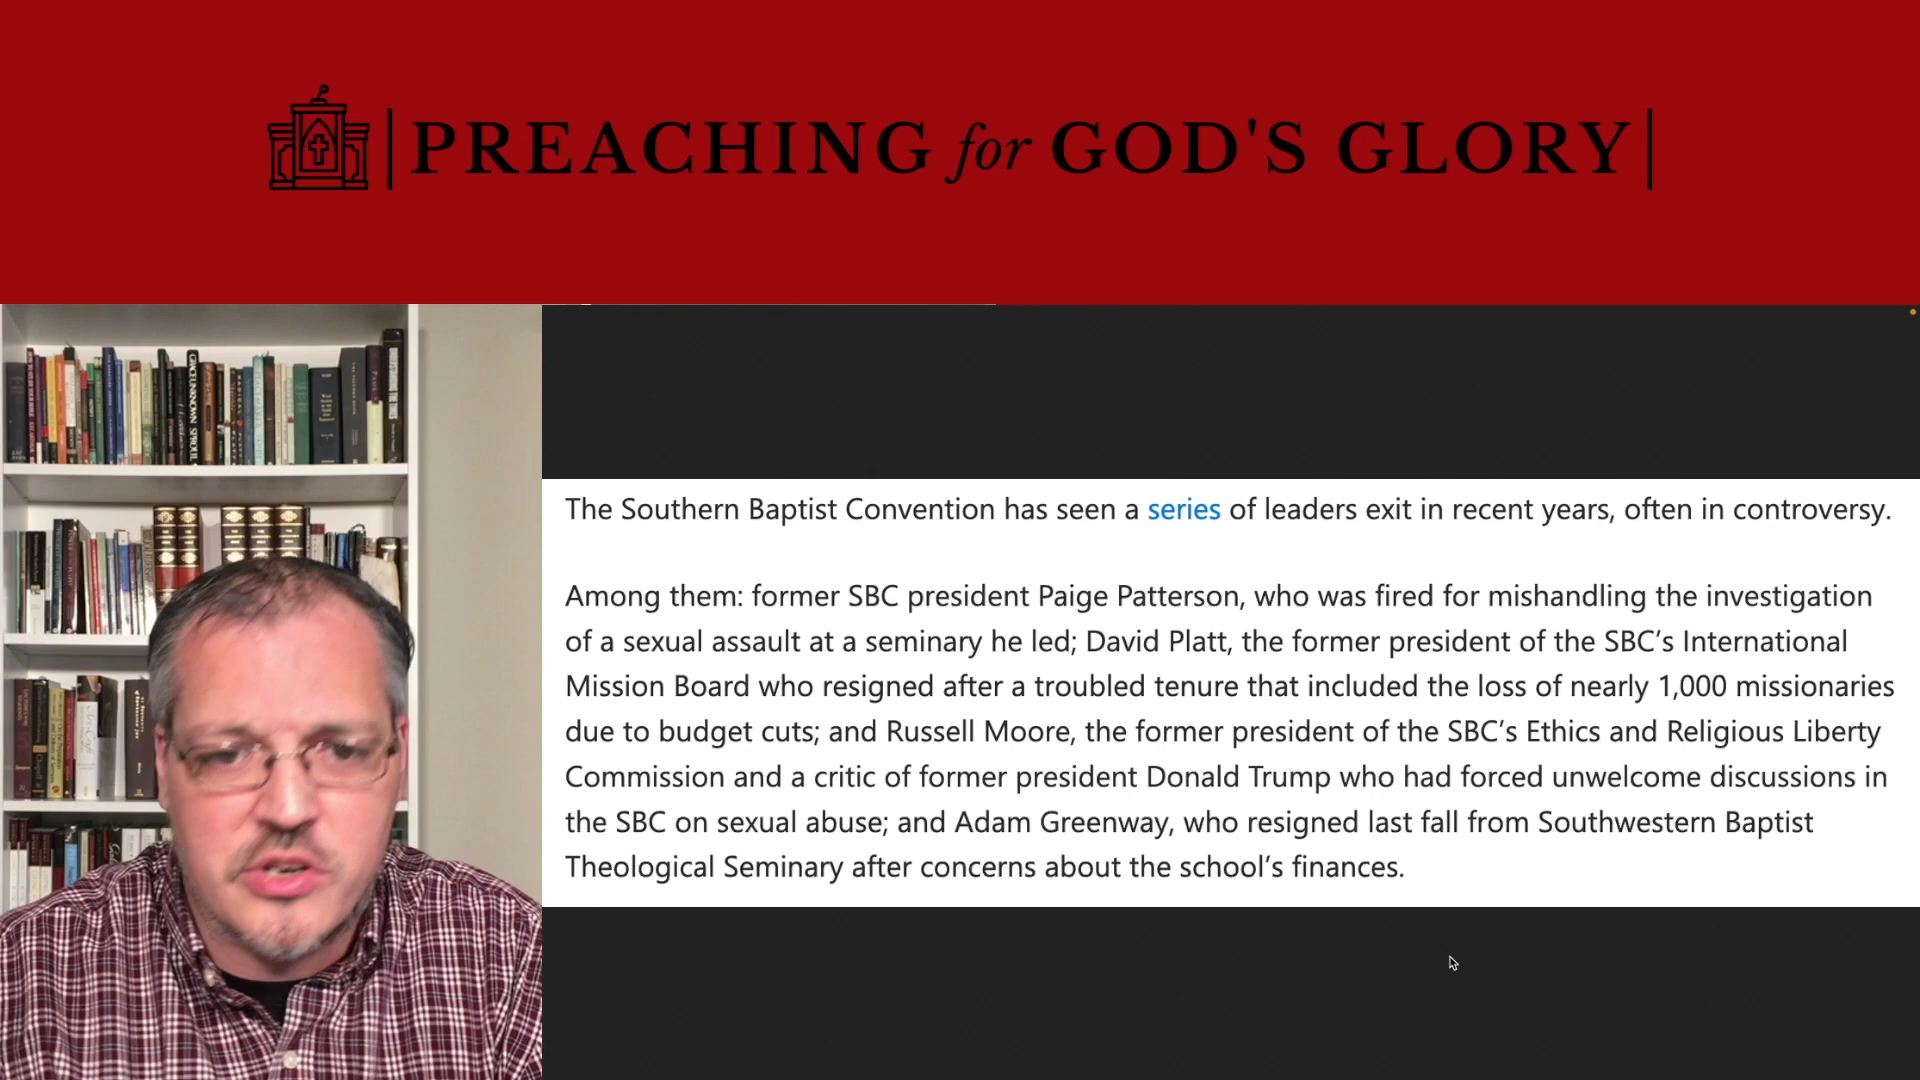 PREACHING for GOD'S GLORY
The Southern Baptist Convention has seen a series of leaders exit in recent years, often in controversy.
Among them: former SBC president Paige Patterson, who was fired for mishandling the investigation
of a sexual assault at a seminary he led; David Platt, the former president of the SBC’s International
Mission Board who resigned after a troubled tenure that included the loss of nearly 1,000 missionaries
due to budget cuts; and Russell Moore, the former president of the SBC’s Ethics and Religious Liberty
Commission and a critic of former president Donald Trump who had forced unwelcome discussions in
the SBC on sexual abuse; and Adam Greenway, who resigned last fall from Southwestern Baptist
Theological Seminary after concerns about the school’s finances.